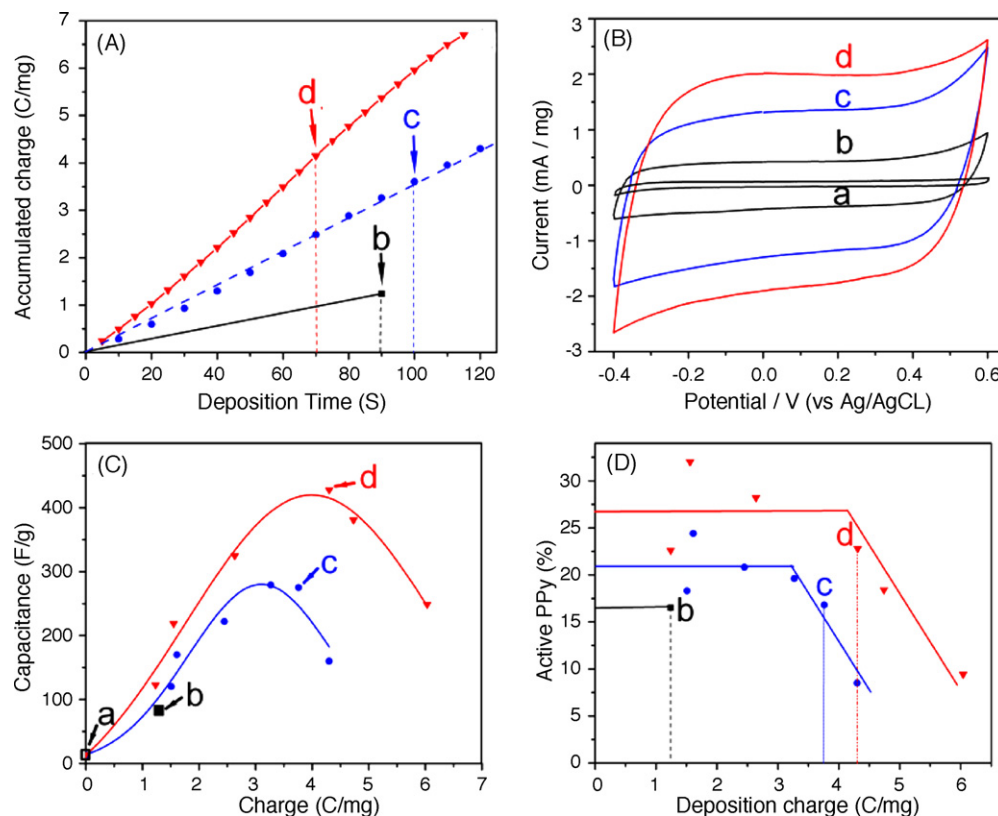 (A)
Accumulated charge (C/mg)
7
6
5
4
3
2
1
0
d
c
b
0 20 40 60 80 100 120
Deposition Time (S)
(B)
Current (mA / mg)
3
2
1
0
-1
-2
-3
d
c
b
a
-0.4 -0.2 0.0 0.2 0.4 0.6
Potential / V (vs Ag/AgCL)
(C)
Capacitance (F/g)
500
400
300
200
100
0
d
c
b
a
0 1 2 3 4 5 6 7
Charge (C/mg)
(D)
Active PPy (%)
35
30
25
20
15
10
5
0
d
c
b
0 1 2 3 4 5 6
Deposition charge (C/mg)